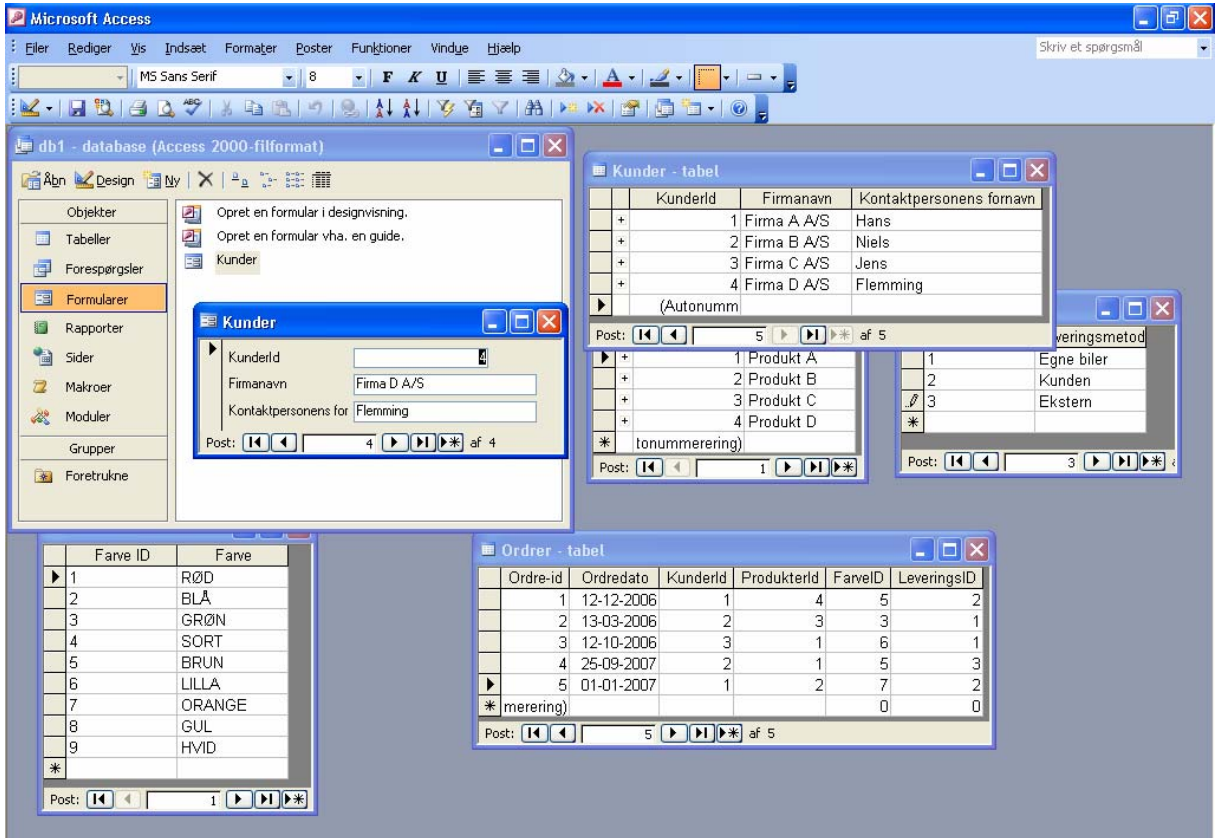 Microsoft Access
Filer Rediger Vis Indsæt Formater Poster Funktioner Vindue Hjælp Skriv et spørgsmål
MS Sans Serif 8 F K U
db1 - database (Access 2000-filformat)
Åbn Design Ny
Objekter
Tabeller
Forespørgsler
Formularer
Rapporter
Sider
Makroer
Moduler
Grupper
Foretrukne
Opret en formular i designvisning.
Opret en formular vha. en guide.
Kunder
Kunder
KunderId 4
Firmanavn Firma D A/S
Kontaktpersonens for Flemming
Post: 4 af 4
Kunder - tabel
KunderId Firmanavn Kontaktpersonens fornavn
1 Firma A A/S Hans
2 Firma B A/S Niels
3 Firma C A/S Jens
4 Firma D A/S Flemming
(Autonumm
Post: 5 af 5
1 Produkt A
2 Produkt B
3 Produkt C
4 Produkt D
tonummerering)
Post: 1
veringsmetod
1 Egne biler
2 Kunden
3 Ekstern
Post: 3
Farve ID Farve
1 RØD
2 BLÅ
3 GRØN
4 SORT
5 BRUN
6 LILLA
7 ORANGE
8 GUL
9 HVID
Post: 1
Ordrer - tabel
Ordre-id Ordredato KunderId ProdukterId FarveID LeveringsID
1 12-12-2006 1 4 5 2
2 13-03-2006 2 3 3 1
3 12-10-2006 3 1 6 1
4 25-09-2007 2 1 5 3
5 01-01-2007 1 2 7 2
merering) 0 0
Post: 5 af 5